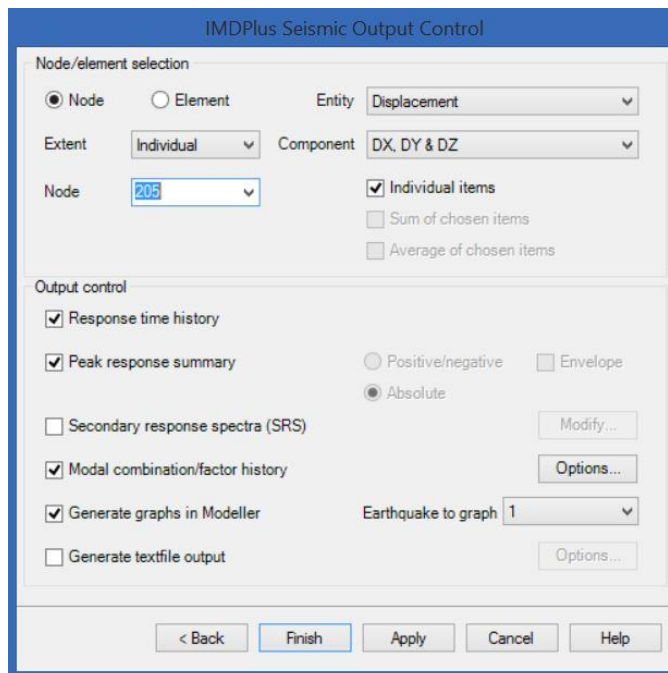 IMDPlus Seismic Output Control
Node/element selection
Node Element Entity Displacement
Extent Individual Component DX, DY & DZ
Node 205 Individual items
Sum of chosen items
Average of chosen items
Output control
Response time history
Peak response summary Positive/negative Envelope
Absolute
Secondary response spectra (SRS) Modify...
Modal combination/factor history Options...
Generate graphs in Modeller Earthquake to graph 1
Generate textfile output Options...
< Back Finish Apply Cancel Help